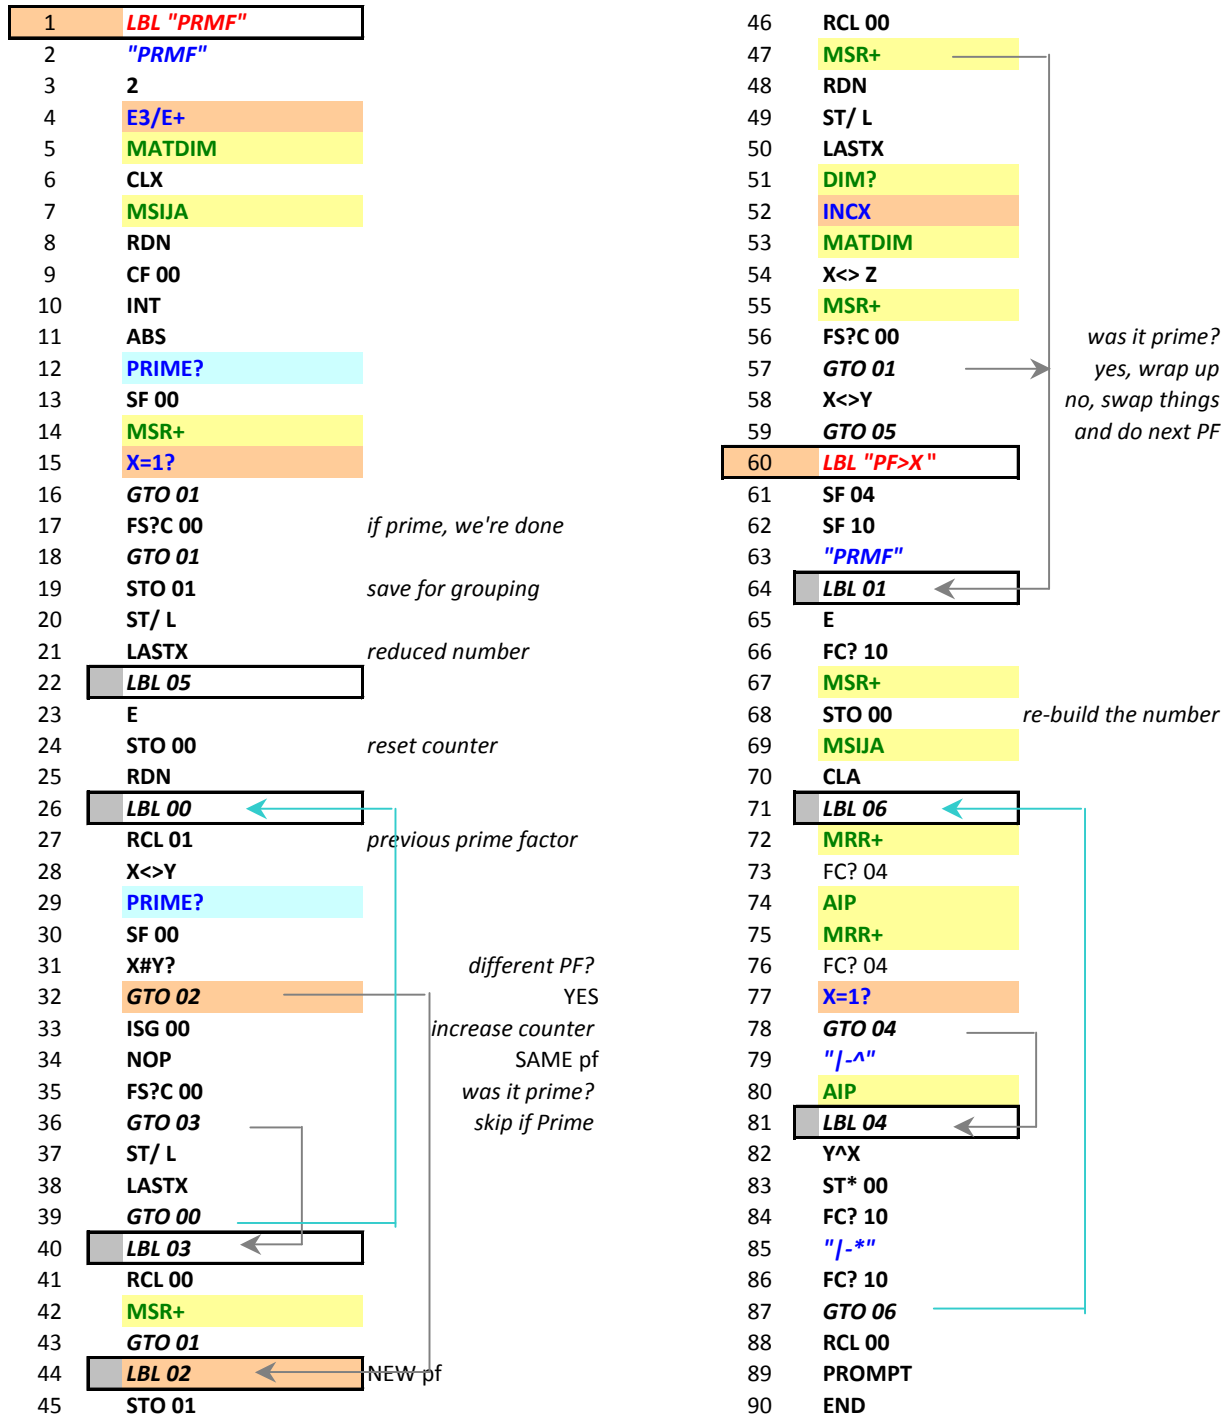 1 LBL "PRMF"
2 "PRMF"
3 2
4 E3/E+
5 MATDIM
6 CLX
7 MSIJA
8 RDN
9 CF 00
10 INT
11 ABS
12 PRIME?
13 SF 00
14 MSR+
15 X=1?
16 GTO 01
17 FS?C 00 if prime, we're done
18 GTO 01
19 STO 01 save for grouping
20 ST/ L
21 LASTX reduced number
22 LBL 05
23 E
24 STO 00 reset counter
25 RDN
26 LBL 00
27 RCL 01 previous prime factor
28 X<>Y
29 PRIME?
30 SF 00
31 X#Y? different PF?
32 GTO 02 YES
33 ISG 00 increase counter
34 NOP SAME pf
35 FS?C 00 was it prime?
36 GTO 03 skip if Prime
37 ST/ L
38 LASTX
39 GTO 00
40 LBL 03
41 RCL 00
42 MSR+
43 GTO 01
44 LBL 02 NEW pf
45 STO 01
46 RCL 00
47 MSR+
48 RDN
49 ST/ L
50 LASTX
51 DIM?
52 INCX
53 MATDIM
54 X<> Z
55 MSR+
56 FS?C 00 was it prime?
57 GTO 01 yes, wrap up
58 X<>Y no, swap things
59 GTO 05 and do next PF
60 LBL "PF>X "
61 SF 04
62 SF 10
63 "PRMF"
64 LBL 01
65 E
66 FC? 10
67 MSR+
68 STO 00 re-build the number
69 MSIJA
70 CLA
71 LBL 06
72 MRR+
73 FC? 04
74 AIP
75 MRR+
76 FC? 04
77 X=1?
78 GTO 04
79 "|-^"
80 AIP
81 LBL 04
82 Y^X
83 ST* 00
84 FC? 10
85 "|-*"
86 FC? 10
87 GTO 06
88 RCL 00
89 PROMPT
90 END